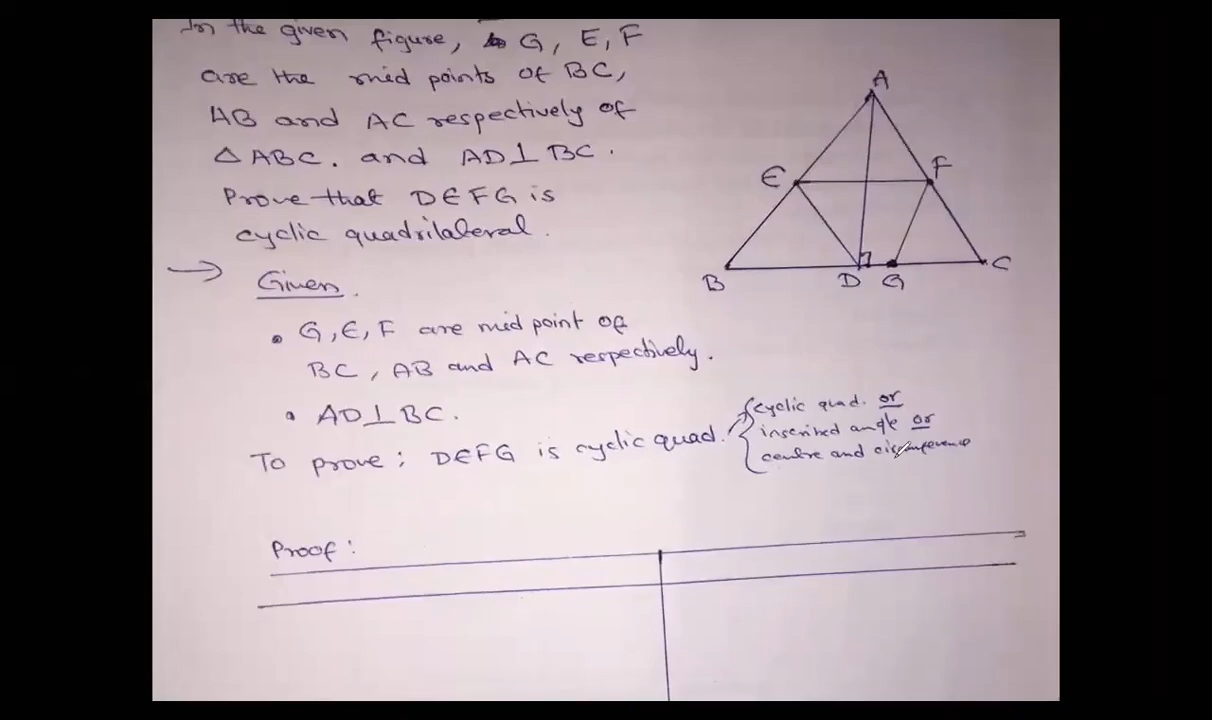 In the given figure, G, E, F
are the mid points of BC,
AB and AC respectively of
△ABC. and AD⊥BC.
Prove that DEFG is
cyclic quadrilateral.
→ Given.
• G, E, F are mid point of
BC, AB and AC respectively.
• AD⊥BC.
To prove: DEFG is cyclic quad.
cyclic quad. or
inscribed angle or
centre and circumference
Proof:
A
E
F
B
D
G
C